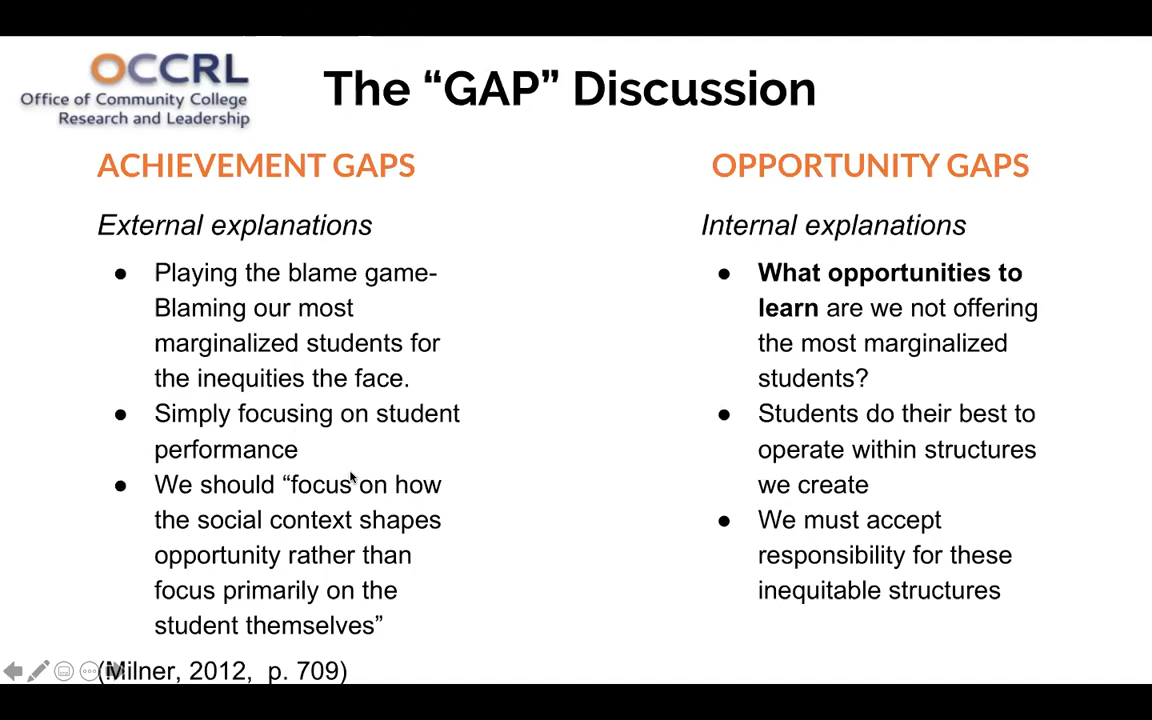 OCCRL
Office of Community College
Research and Leadership
The “GAP” Discussion
ACHIEVEMENT GAPS
External explanations
● Playing the blame game-
Blaming our most
marginalized students for
the inequities the face.
● Simply focusing on student
performance
● We should “focus on how
the social context shapes
opportunity rather than
focus primarily on the
student themselves”
(Milner, 2012, p. 709)
OPPORTUNITY GAPS
Internal explanations
● What opportunities to
learn are we not offering
the most marginalized
students?
● Students do their best to
operate within structures
we create
● We must accept
responsibility for these
inequitable structures